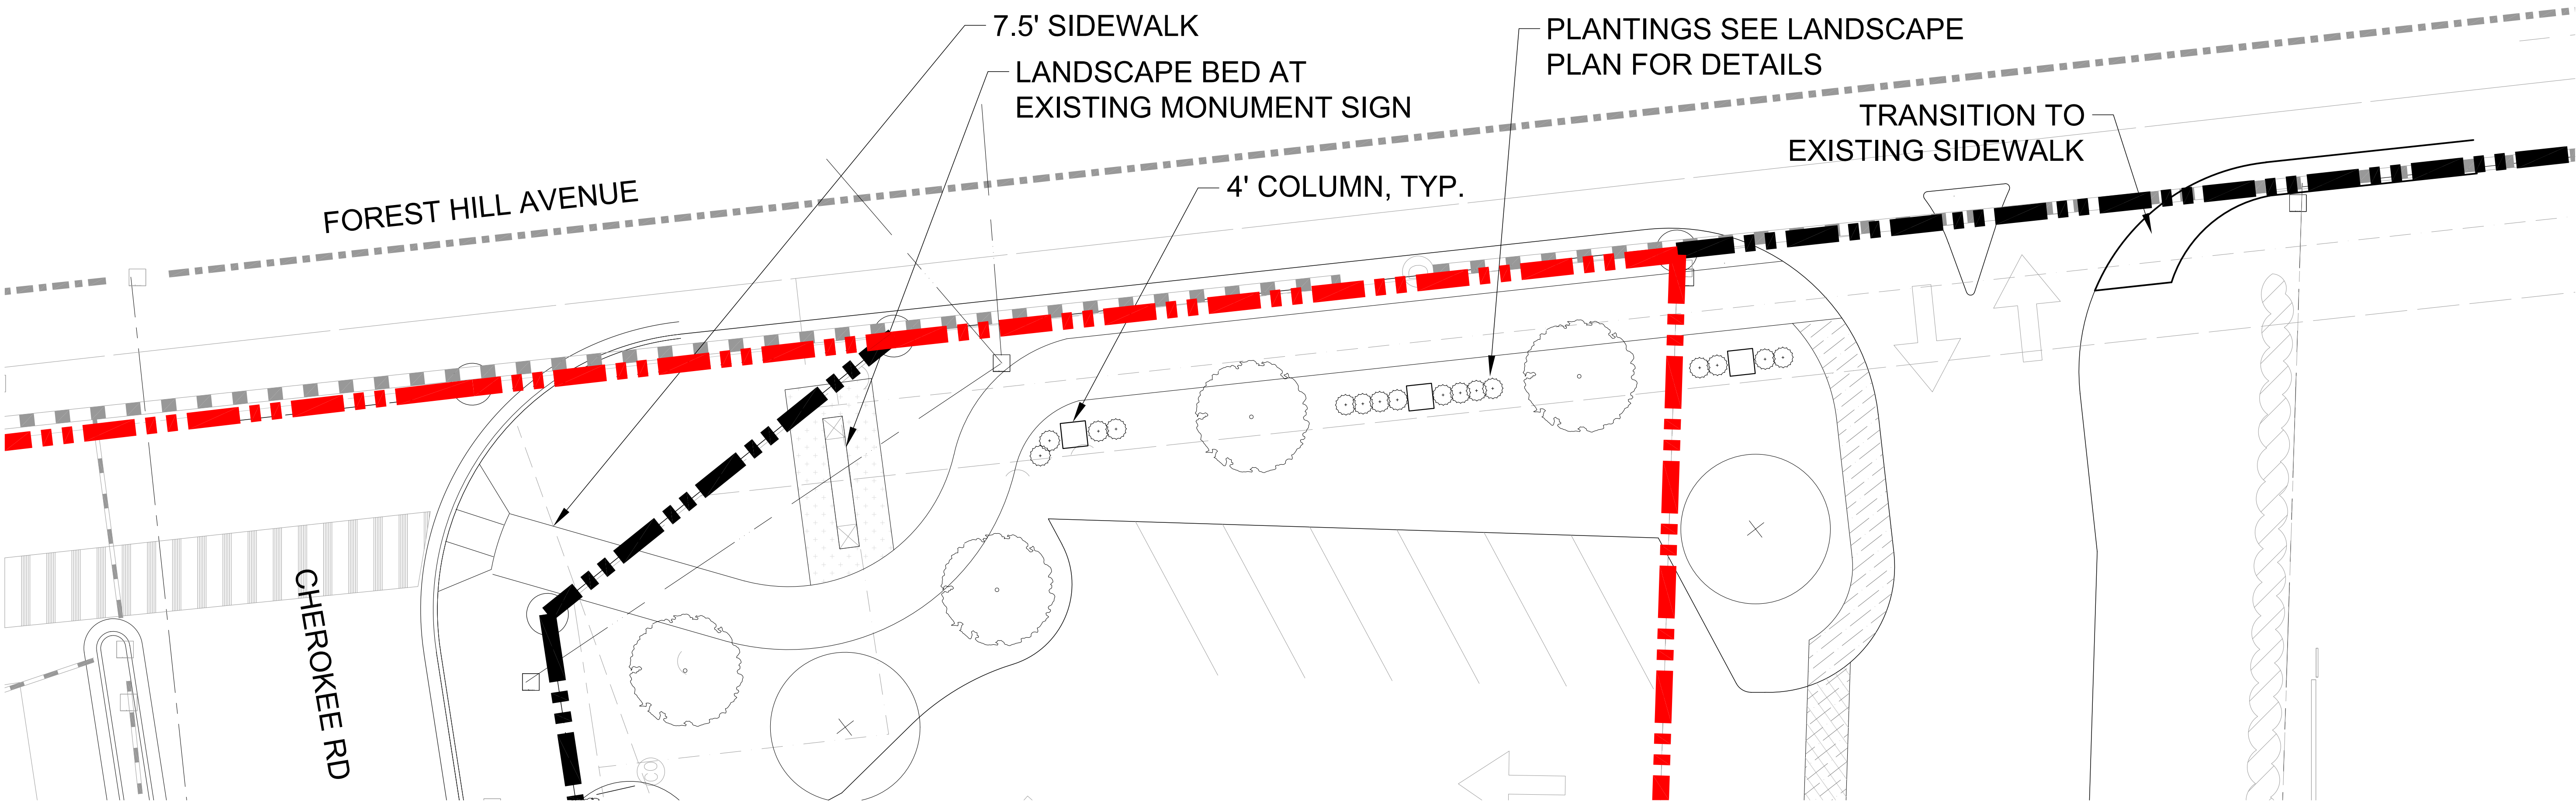 7.5' SIDEWALK
LANDSCAPE BED AT
EXISTING MONUMENT SIGN
PLANTINGS SEE LANDSCAPE
PLAN FOR DETAILS
TRANSITION TO
EXISTING SIDEWALK
4' COLUMN, TYP.
FOREST HILL AVENUE
CHEROKEE RD
CO